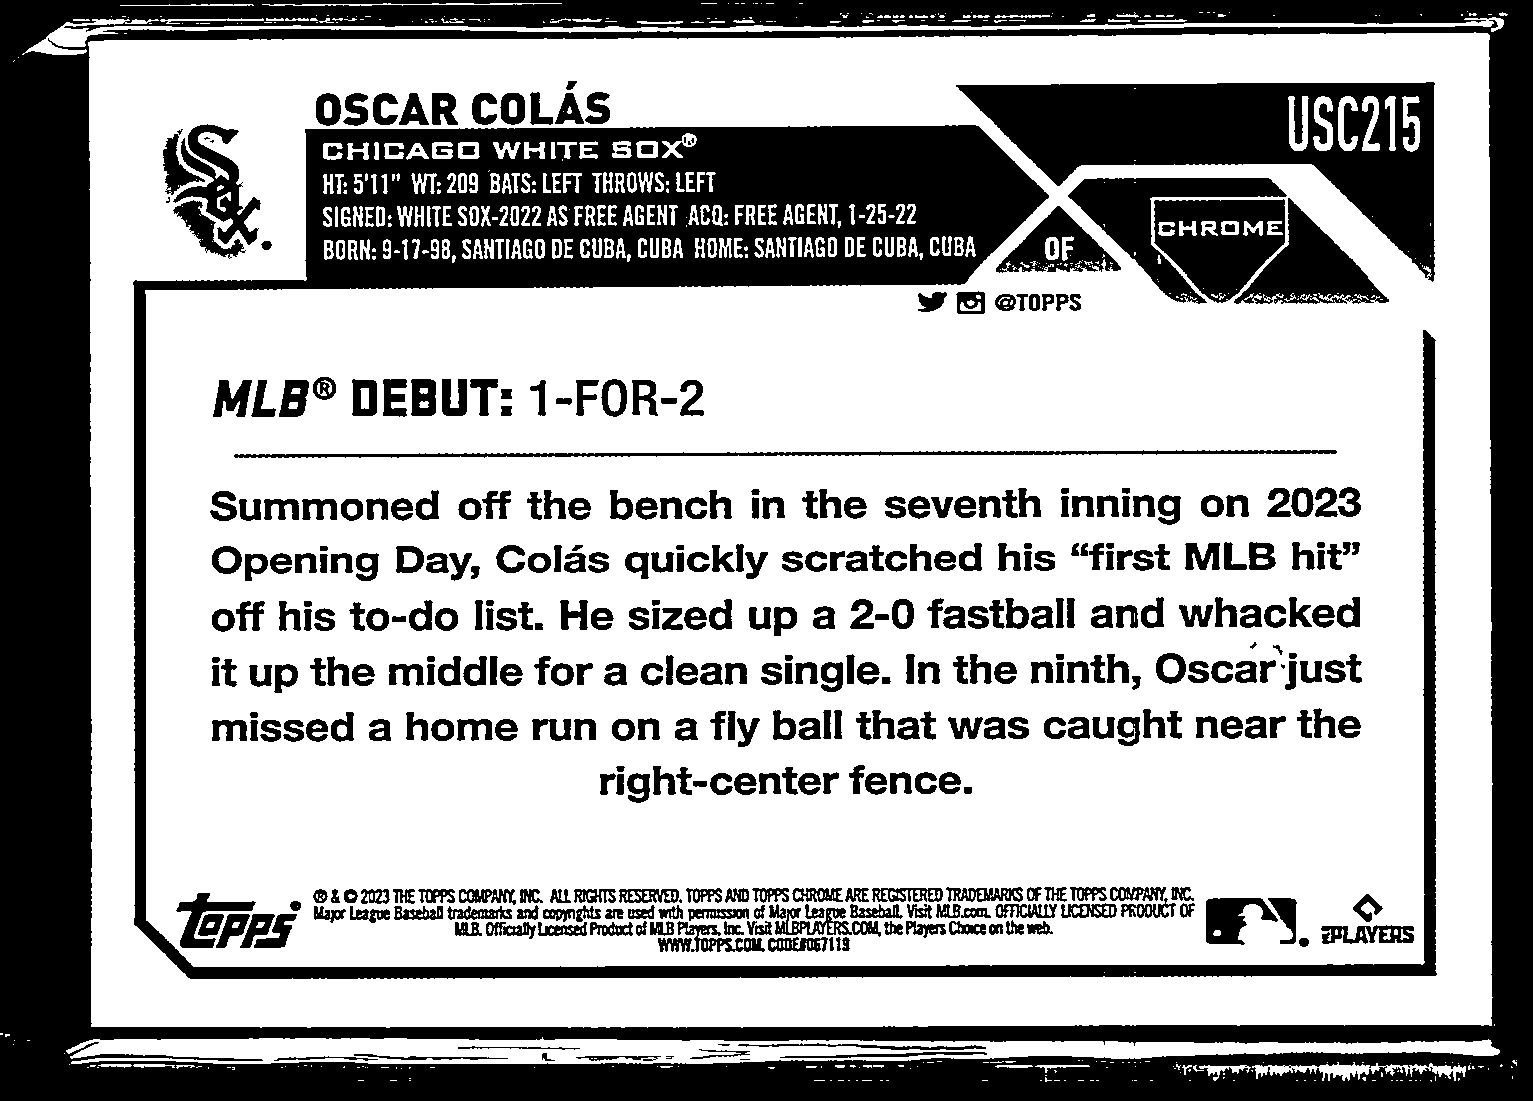 OSCAR COLÁS
USC215
CHICAGO WHITE SOX®
HT: 5'11" WT: 209 BATS: LEFT THROWS: LEFT
SIGNED: WHITE SOX-2022 AS FREE AGENT ACQ: FREE AGENT, 1-25-22
BORN: 9-17-98, SANTIAGO DE CUBA, CUBA HOME: SANTIAGO DE CUBA, CUBA
OF
CHROME
@TOPPS
MLB® DEBUT: 1-FOR-2
Summoned off the bench in the seventh inning on 2023
Opening Day, Colás quickly scratched his “first MLB hit”
off his to-do list. He sized up a 2-0 fastball and whacked
it up the middle for a clean single. In the ninth, Oscar just
missed a home run on a fly ball that was caught near the
right-center fence.
Sox
topps
® & © 2023 THE TOPPS COMPANY, INC. ALL RIGHTS RESERVED. TOPPS AND TOPPS CHROME ARE REGISTERED TRADEMARKS OF THE TOPPS COMPANY, INC.
Major League Baseball trademarks and copyrights are used with permission of Major League Baseball. Visit MLB.com. OFFICIALLY LICENSED PRODUCT OF
MLB. Officially Licensed Product of MLB Players, Inc. Visit MLBPLAYERS.COM, the Players Choice on the web.
WWW.TOPPS.COM. CODE#067119
PLAYERS